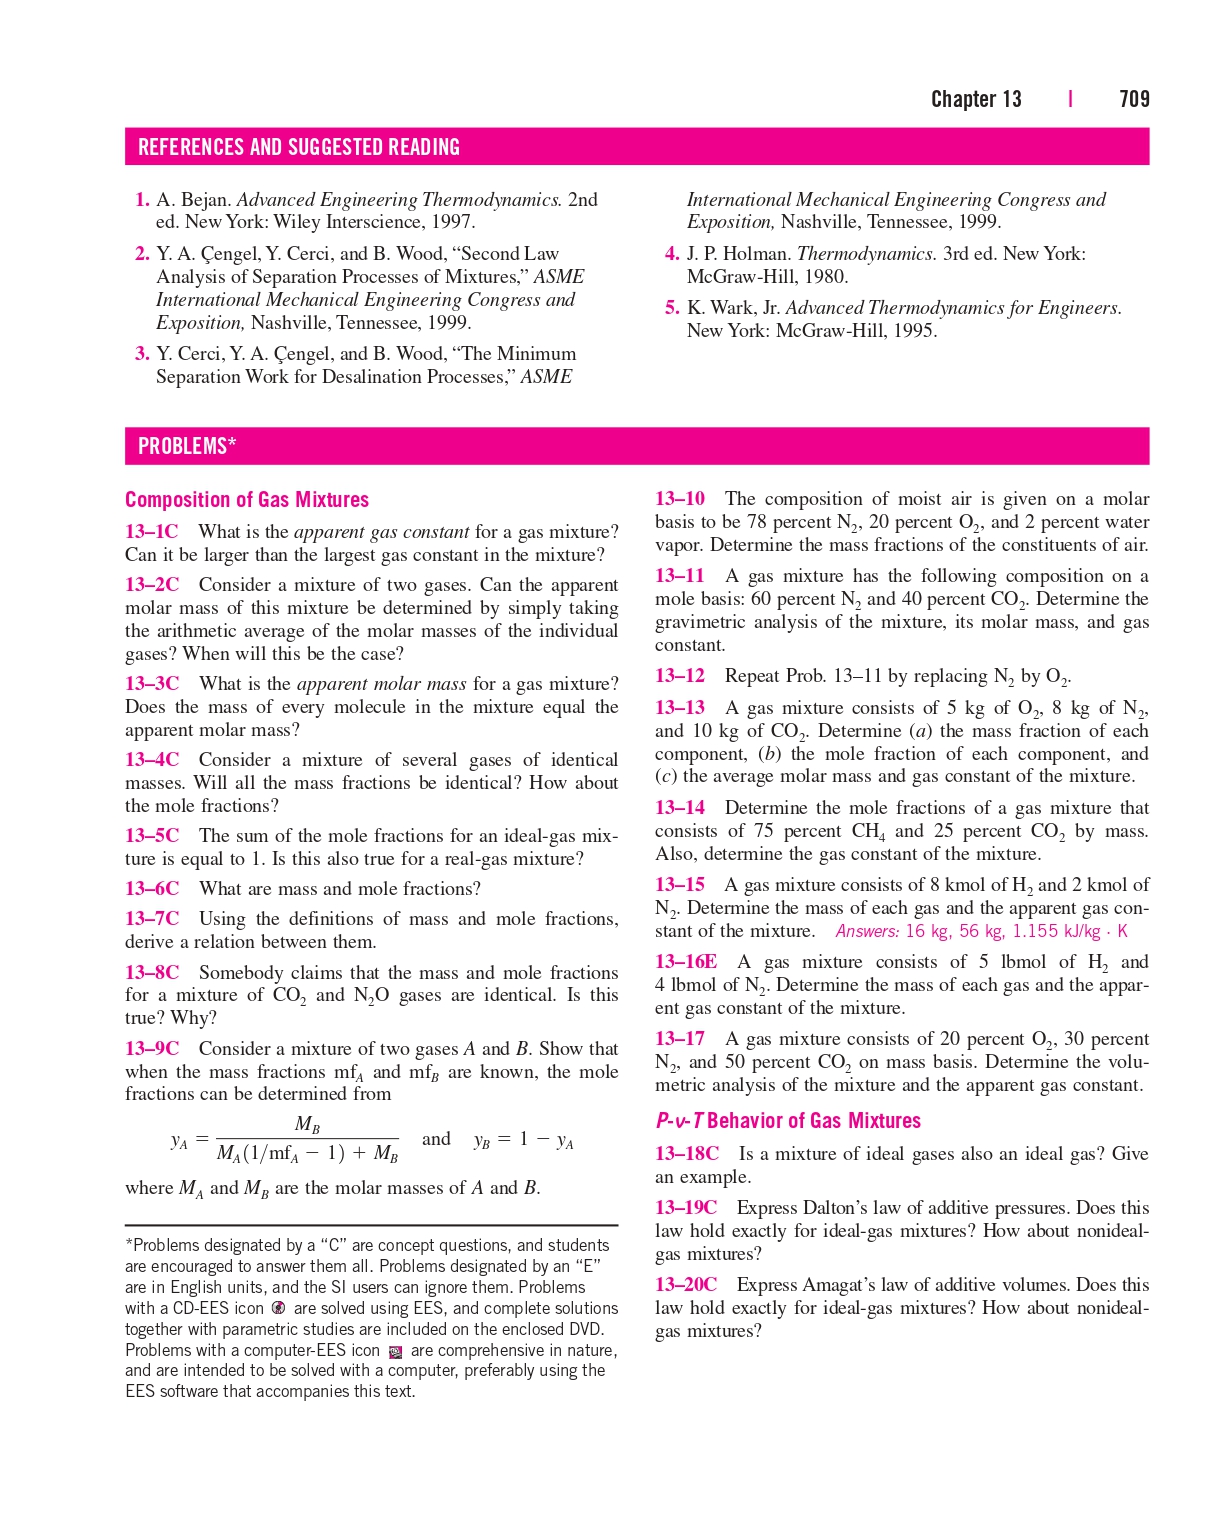 Chapter 13 | 709
REFERENCES AND SUGGESTED READING
1. A. Bejan. Advanced Engineering Thermodynamics. 2nd
ed. New York: Wiley Interscience, 1997.
2. Y. A. Çengel, Y. Cerci, and B. Wood, “Second Law
Analysis of Separation Processes of Mixtures,” ASME
International Mechanical Engineering Congress and
Exposition, Nashville, Tennessee, 1999.
3. Y. Cerci, Y. A. Çengel, and B. Wood, “The Minimum
Separation Work for Desalination Processes,” ASME
International Mechanical Engineering Congress and
Exposition, Nashville, Tennessee, 1999.
4. J. P. Holman. Thermodynamics. 3rd ed. New York:
McGraw-Hill, 1980.
5. K. Wark, Jr. Advanced Thermodynamics for Engineers.
New York: McGraw-Hill, 1995.
PROBLEMS*
Composition of Gas Mixtures
13–1C What is the apparent gas constant for a gas mixture?
Can it be larger than the largest gas constant in the mixture?
13–2C Consider a mixture of two gases. Can the apparent
molar mass of this mixture be determined by simply taking
the arithmetic average of the molar masses of the individual
gases? When will this be the case?
13–3C What is the apparent molar mass for a gas mixture?
Does the mass of every molecule in the mixture equal the
apparent molar mass?
13–4C Consider a mixture of several gases of identical
masses. Will all the mass fractions be identical? How about
the mole fractions?
13–5C The sum of the mole fractions for an ideal-gas mix-
ture is equal to 1. Is this also true for a real-gas mixture?
13–6C What are mass and mole fractions?
13–7C Using the definitions of mass and mole fractions,
derive a relation between them.
13–8C Somebody claims that the mass and mole fractions
for a mixture of CO₂ and N₂O gases are identical. Is this
true? Why?
13–9C Consider a mixture of two gases A and B. Show that
when the mass fractions mf_A and mf_B are known, the mole
fractions can be determined from
y_A = M_B / (M_A(1/mf_A − 1) + M_B) and y_B = 1 − y_A
where M_A and M_B are the molar masses of A and B.
*Problems designated by a “C” are concept questions, and students
are encouraged to answer them all. Problems designated by an “E”
are in English units, and the SI users can ignore them. Problems
with a CD-EES icon are solved using EES, and complete solutions
together with parametric studies are included on the enclosed DVD.
Problems with a computer-EES icon are comprehensive in nature,
and are intended to be solved with a computer, preferably using the
EES software that accompanies this text.
13–10 The composition of moist air is given on a molar
basis to be 78 percent N₂, 20 percent O₂, and 2 percent water
vapor. Determine the mass fractions of the constituents of air.
13–11 A gas mixture has the following composition on a
mole basis: 60 percent N₂ and 40 percent CO₂. Determine the
gravimetric analysis of the mixture, its molar mass, and gas
constant.
13–12 Repeat Prob. 13–11 by replacing N₂ by O₂.
13–13 A gas mixture consists of 5 kg of O₂, 8 kg of N₂,
and 10 kg of CO₂. Determine (a) the mass fraction of each
component, (b) the mole fraction of each component, and
(c) the average molar mass and gas constant of the mixture.
13–14 Determine the mole fractions of a gas mixture that
consists of 75 percent CH₄ and 25 percent CO₂ by mass.
Also, determine the gas constant of the mixture.
13–15 A gas mixture consists of 8 kmol of H₂ and 2 kmol of
N₂. Determine the mass of each gas and the apparent gas con-
stant of the mixture. Answers: 16 kg, 56 kg, 1.155 kJ/kg · K
13–16E A gas mixture consists of 5 lbmol of H₂ and
4 lbmol of N₂. Determine the mass of each gas and the appar-
ent gas constant of the mixture.
13–17 A gas mixture consists of 20 percent O₂, 30 percent
N₂, and 50 percent CO₂ on mass basis. Determine the volu-
metric analysis of the mixture and the apparent gas constant.
P-v-T Behavior of Gas Mixtures
13–18C Is a mixture of ideal gases also an ideal gas? Give
an example.
13–19C Express Dalton’s law of additive pressures. Does this
law hold exactly for ideal-gas mixtures? How about nonideal-
gas mixtures?
13–20C Express Amagat’s law of additive volumes. Does this
law hold exactly for ideal-gas mixtures? How about nonideal-
gas mixtures?